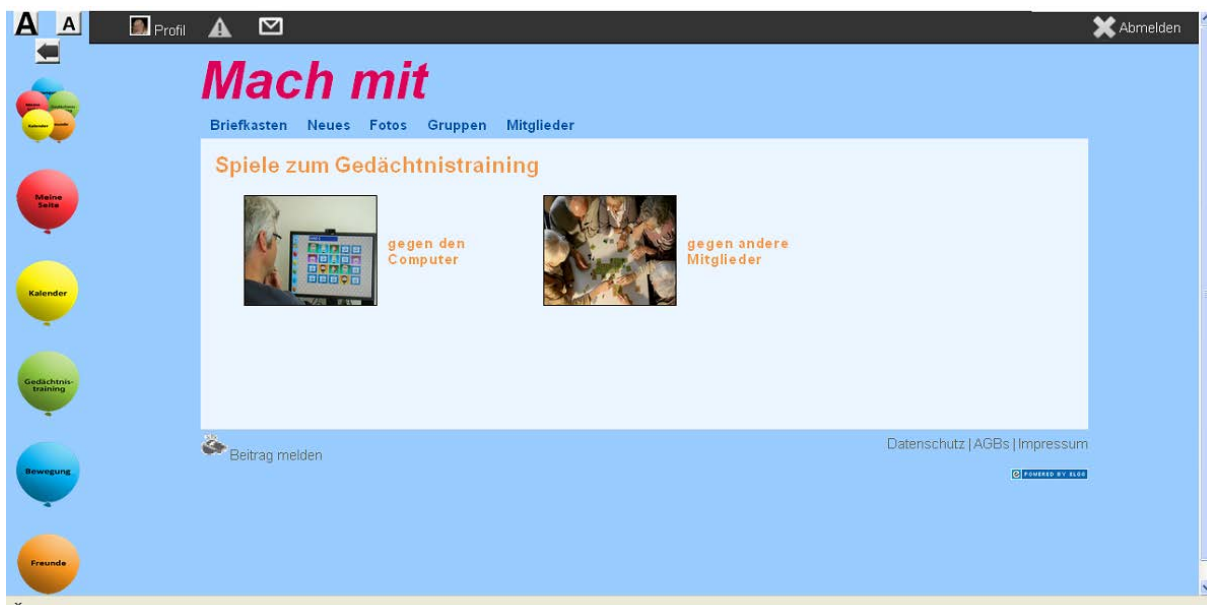 A A
Profil
Abmelden
Mach mit
Briefkasten Neues Fotos Gruppen Mitglieder
Spiele zum Gedächtnistraining
gegen den
Computer
gegen andere
Mitglieder
Kalender
Meine
Seite
Kalender
Gedächtnis-
training
Bewegung
Freunde
Beitrag melden
Datenschutz | AGBs | Impressum
POWERED BY ELGG